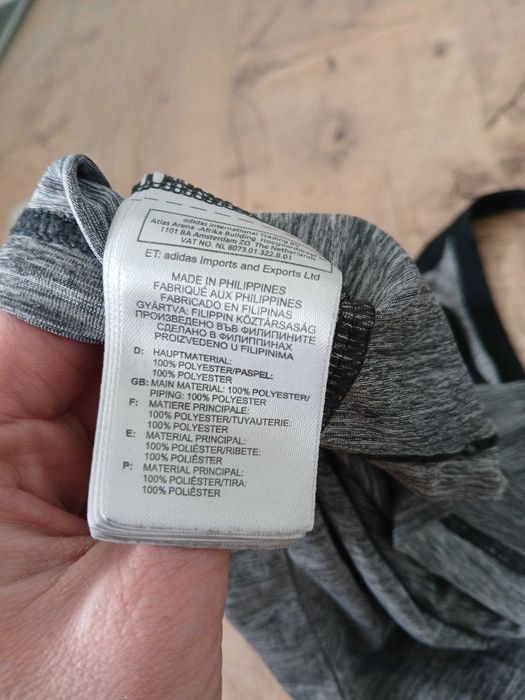 adidas International Trading BV
Atlas Arena -Afrika Building Hoogoorddreef
1101 BA Amsterdam ZO The Netherlands
VAT NO. NL 8073.01.322.B.01
ET: adidas Imports and Exports Ltd
MADE IN PHILIPPINES
FABRIQUÉ AUX PHILIPPINES
FABRICADO EN FILIPINAS
GYÁRTVA: FILIPPIN KÖZTÁRSASÁG
ПРОИЗВЕДЕНО ВЪВ ФИЛИПИНИТЕ
СДЕЛАНО В ФИЛИППИНАХ
PROIZVEDENO U FILIPINIMA
D: HAUPTMATERIAL:
100% POLYESTER/PASPEL:
100% POLYESTER
GB: MAIN MATERIAL: 100% POLYESTER/
PIPING: 100% POLYESTER
F: MATIERE PRINCIPALE:
100% POLYESTER/TUYAUTERIE:
100% POLYESTER
E: MATERIAL PRINCIPAL:
100% POLIÉSTER/RIBETE:
100% POLIÉSTER
P: MATERIAL PRINCIPAL:
100% POLIÉSTER/TIRA:
100% POLIÉSTER